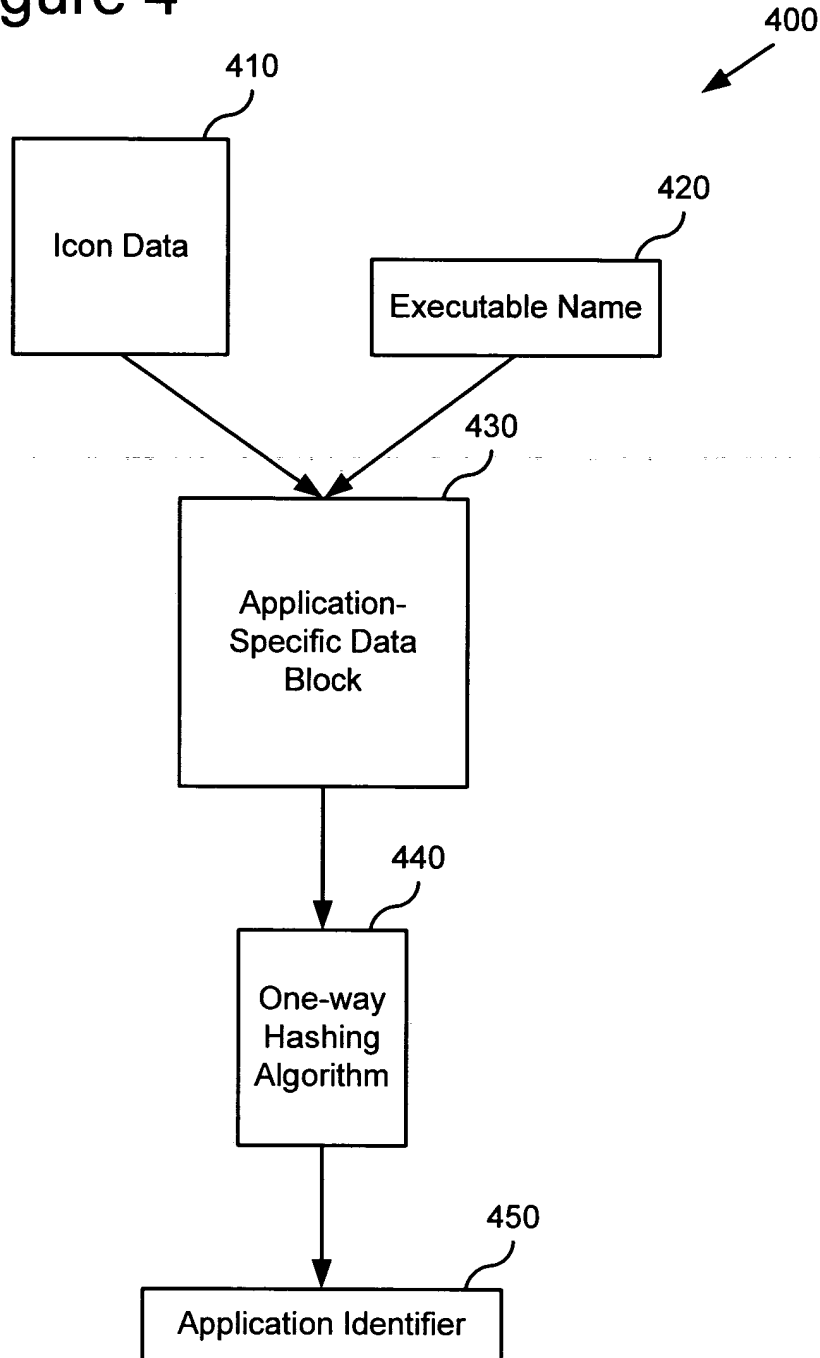 gure 4
400
410
Icon Data
420
Executable Name
430
Application-
Specific Data
Block
440
One-way
Hashing
Algorithm
450
Application Identifier